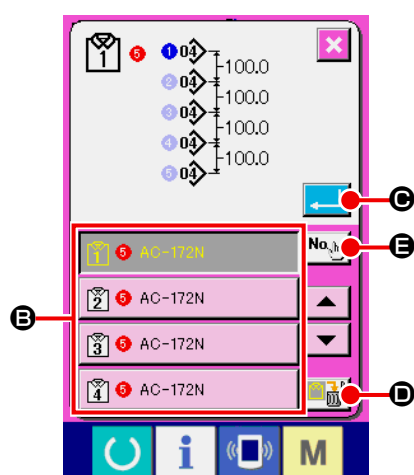 1 5 1 04
100.0
2 04
100.0
3 04
100.0
4 04
100.0
5 04
C
No.
E
1 5 AC-172N
2 5 AC-172N
B
3 5 AC-172N
4 5 AC-172N
D
i M